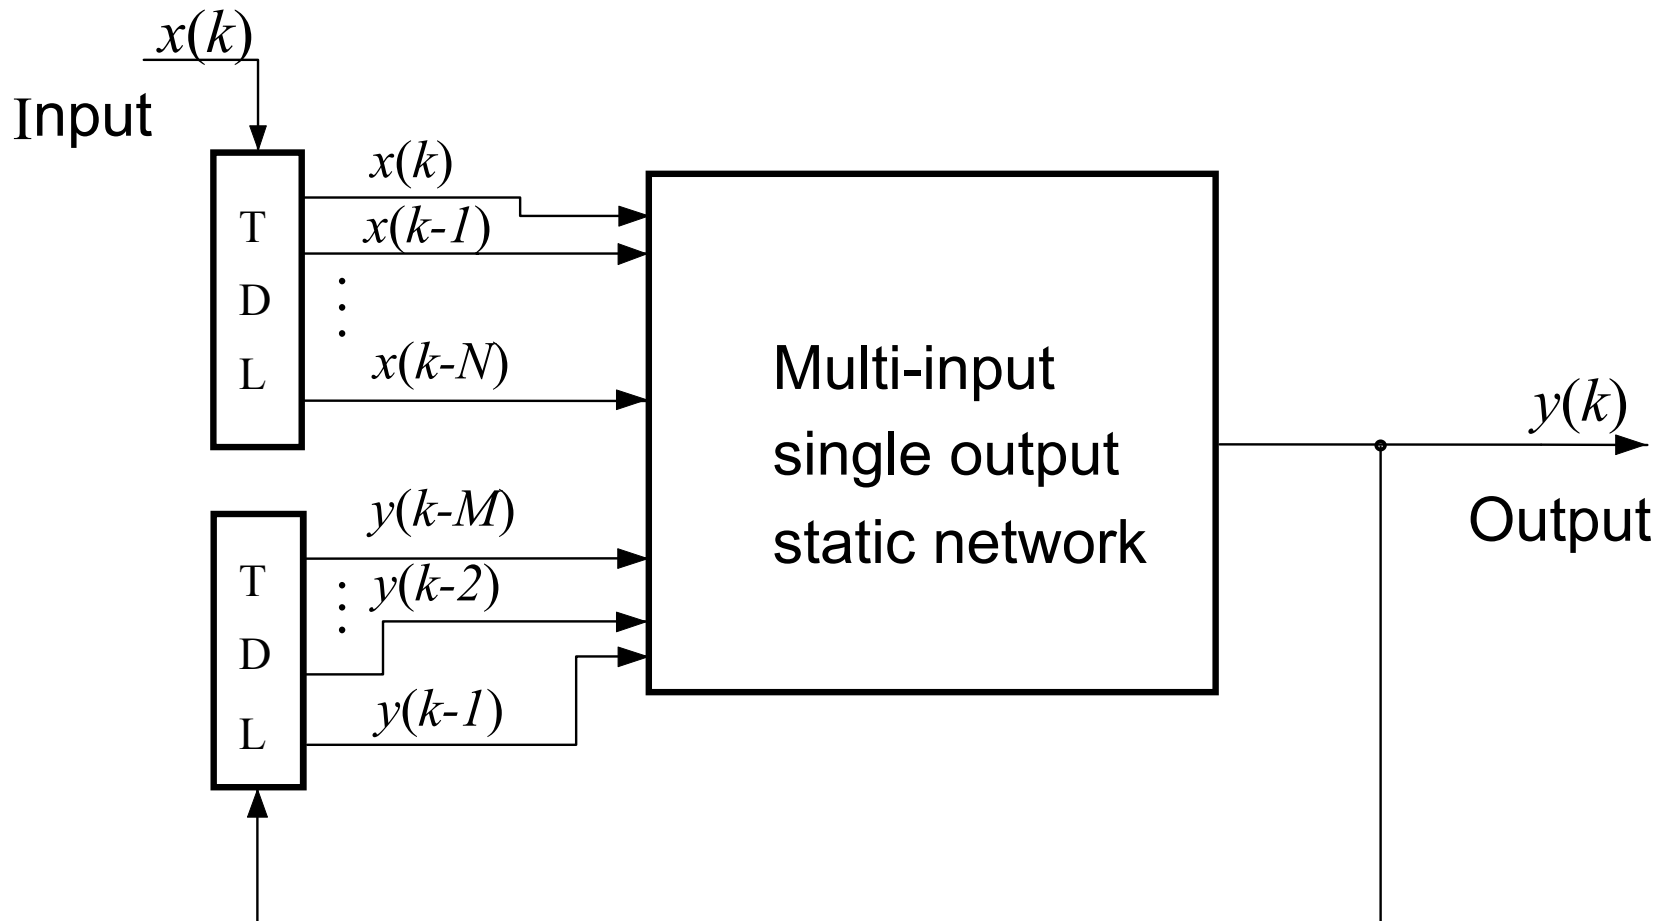 x(k)
Input
x(k)
x(k-1)
x(k-N)
T
D
L
Multi-input
single output
static network
y(k)
Output
y(k-M)
y(k-2)
y(k-1)
T
D
L